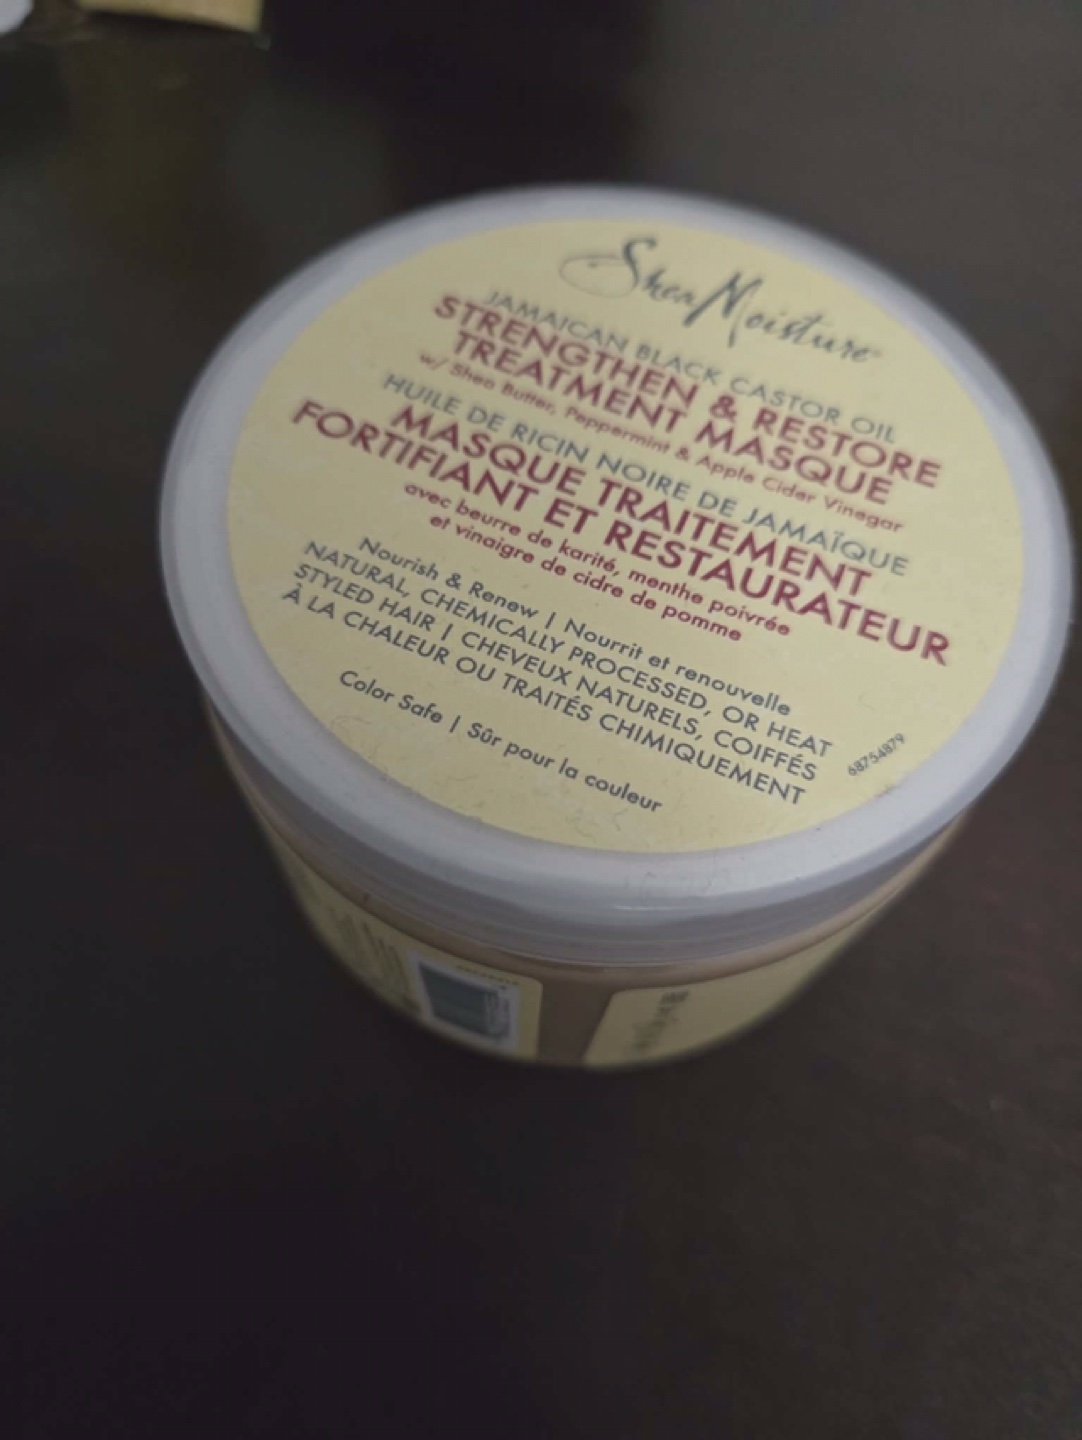 SheaMoisture
JAMAICAN BLACK CASTOR OIL
STRENGTHEN & RESTORE
TREATMENT MASQUE
w/ Shea Butter, Peppermint & Apple Cider Vinegar
HUILE DE RICIN NOIRE DE JAMAÏQUE
MASQUE TRAITEMENT
FORTIFIANT ET RESTAURATEUR
avec beurre de karité, menthe poivrée
et vinaigre de cidre de pomme
Nourish & Renew | Nourrit et renouvelle
NATURAL, CHEMICALLY PROCESSED, OR HEAT
STYLED HAIR | CHEVEUX NATURELS, COIFFÉS
À LA CHALEUR OU TRAITÉS CHIMIQUEMENT
68754879
Color Safe | Sûr pour la couleur